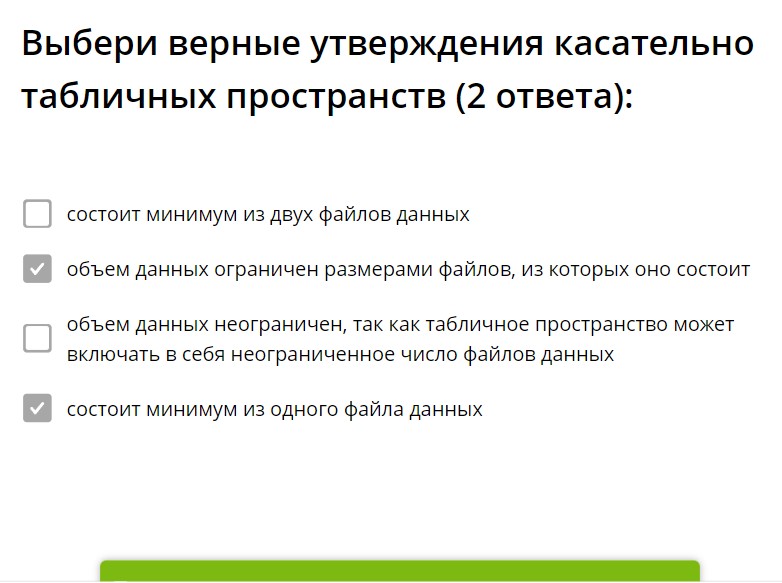 Выбери верные утверждения касательно
табличных пространств (2 ответа):
состоит минимум из двух файлов данных
объем данных ограничен размерами файлов, из которых оно состоит
объем данных неограничен, так как табличное пространство может
включать в себя неограниченное число файлов данных
состоит минимум из одного файла данных